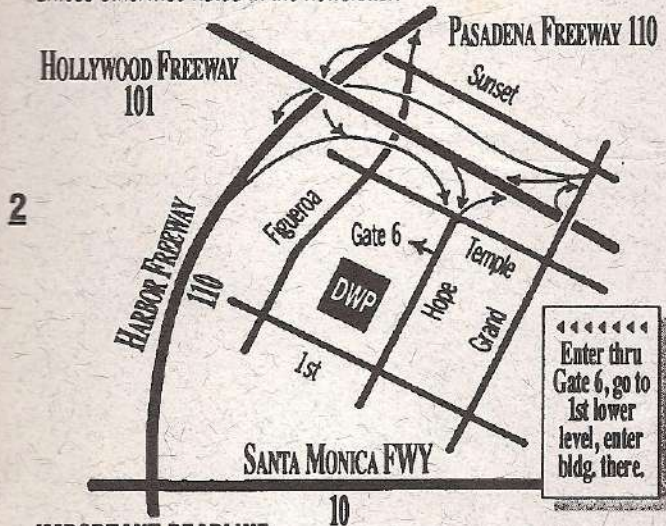 PASADENA FREEWAY 110
HOLLYWOOD FREEWAY
101
Sunset
2
Figueroa
Gate 6
Temple
HARBOR FREEWAY
110
DWP
Hope
Grand
1st
Enter thru
Gate 6, go to
1st lower
level, enter
bldg. there.
SANTA MONICA FWY
10